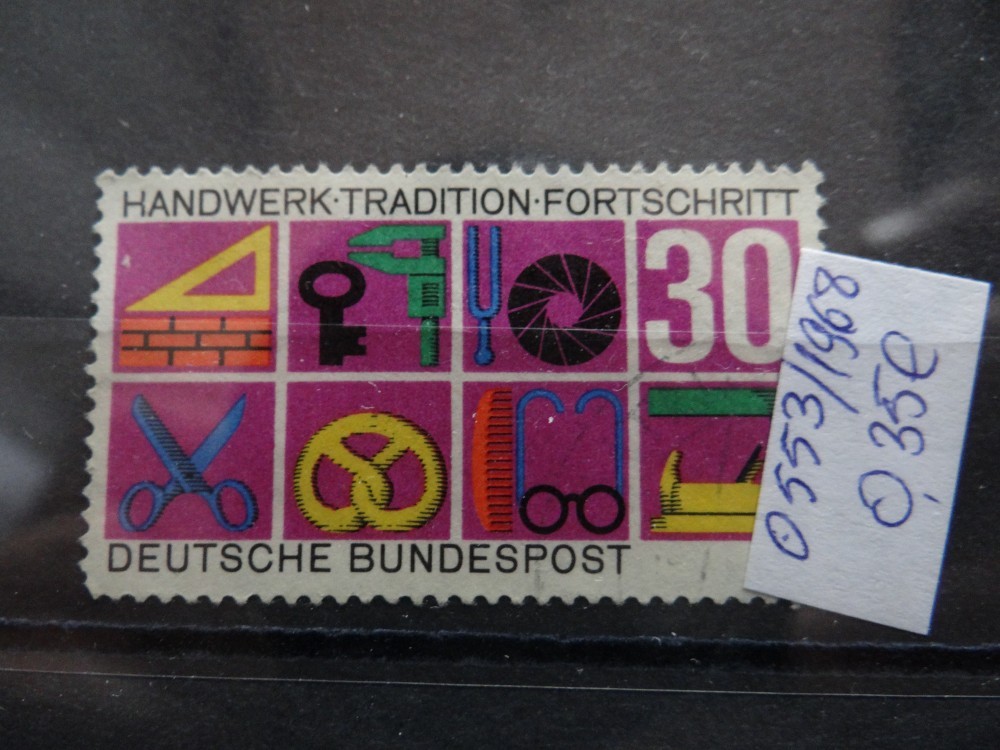 HANDWERK·TRADITION·FORTSCHRITT
30
DEUTSCHE BUNDESPOST
0553/1968
0,35€